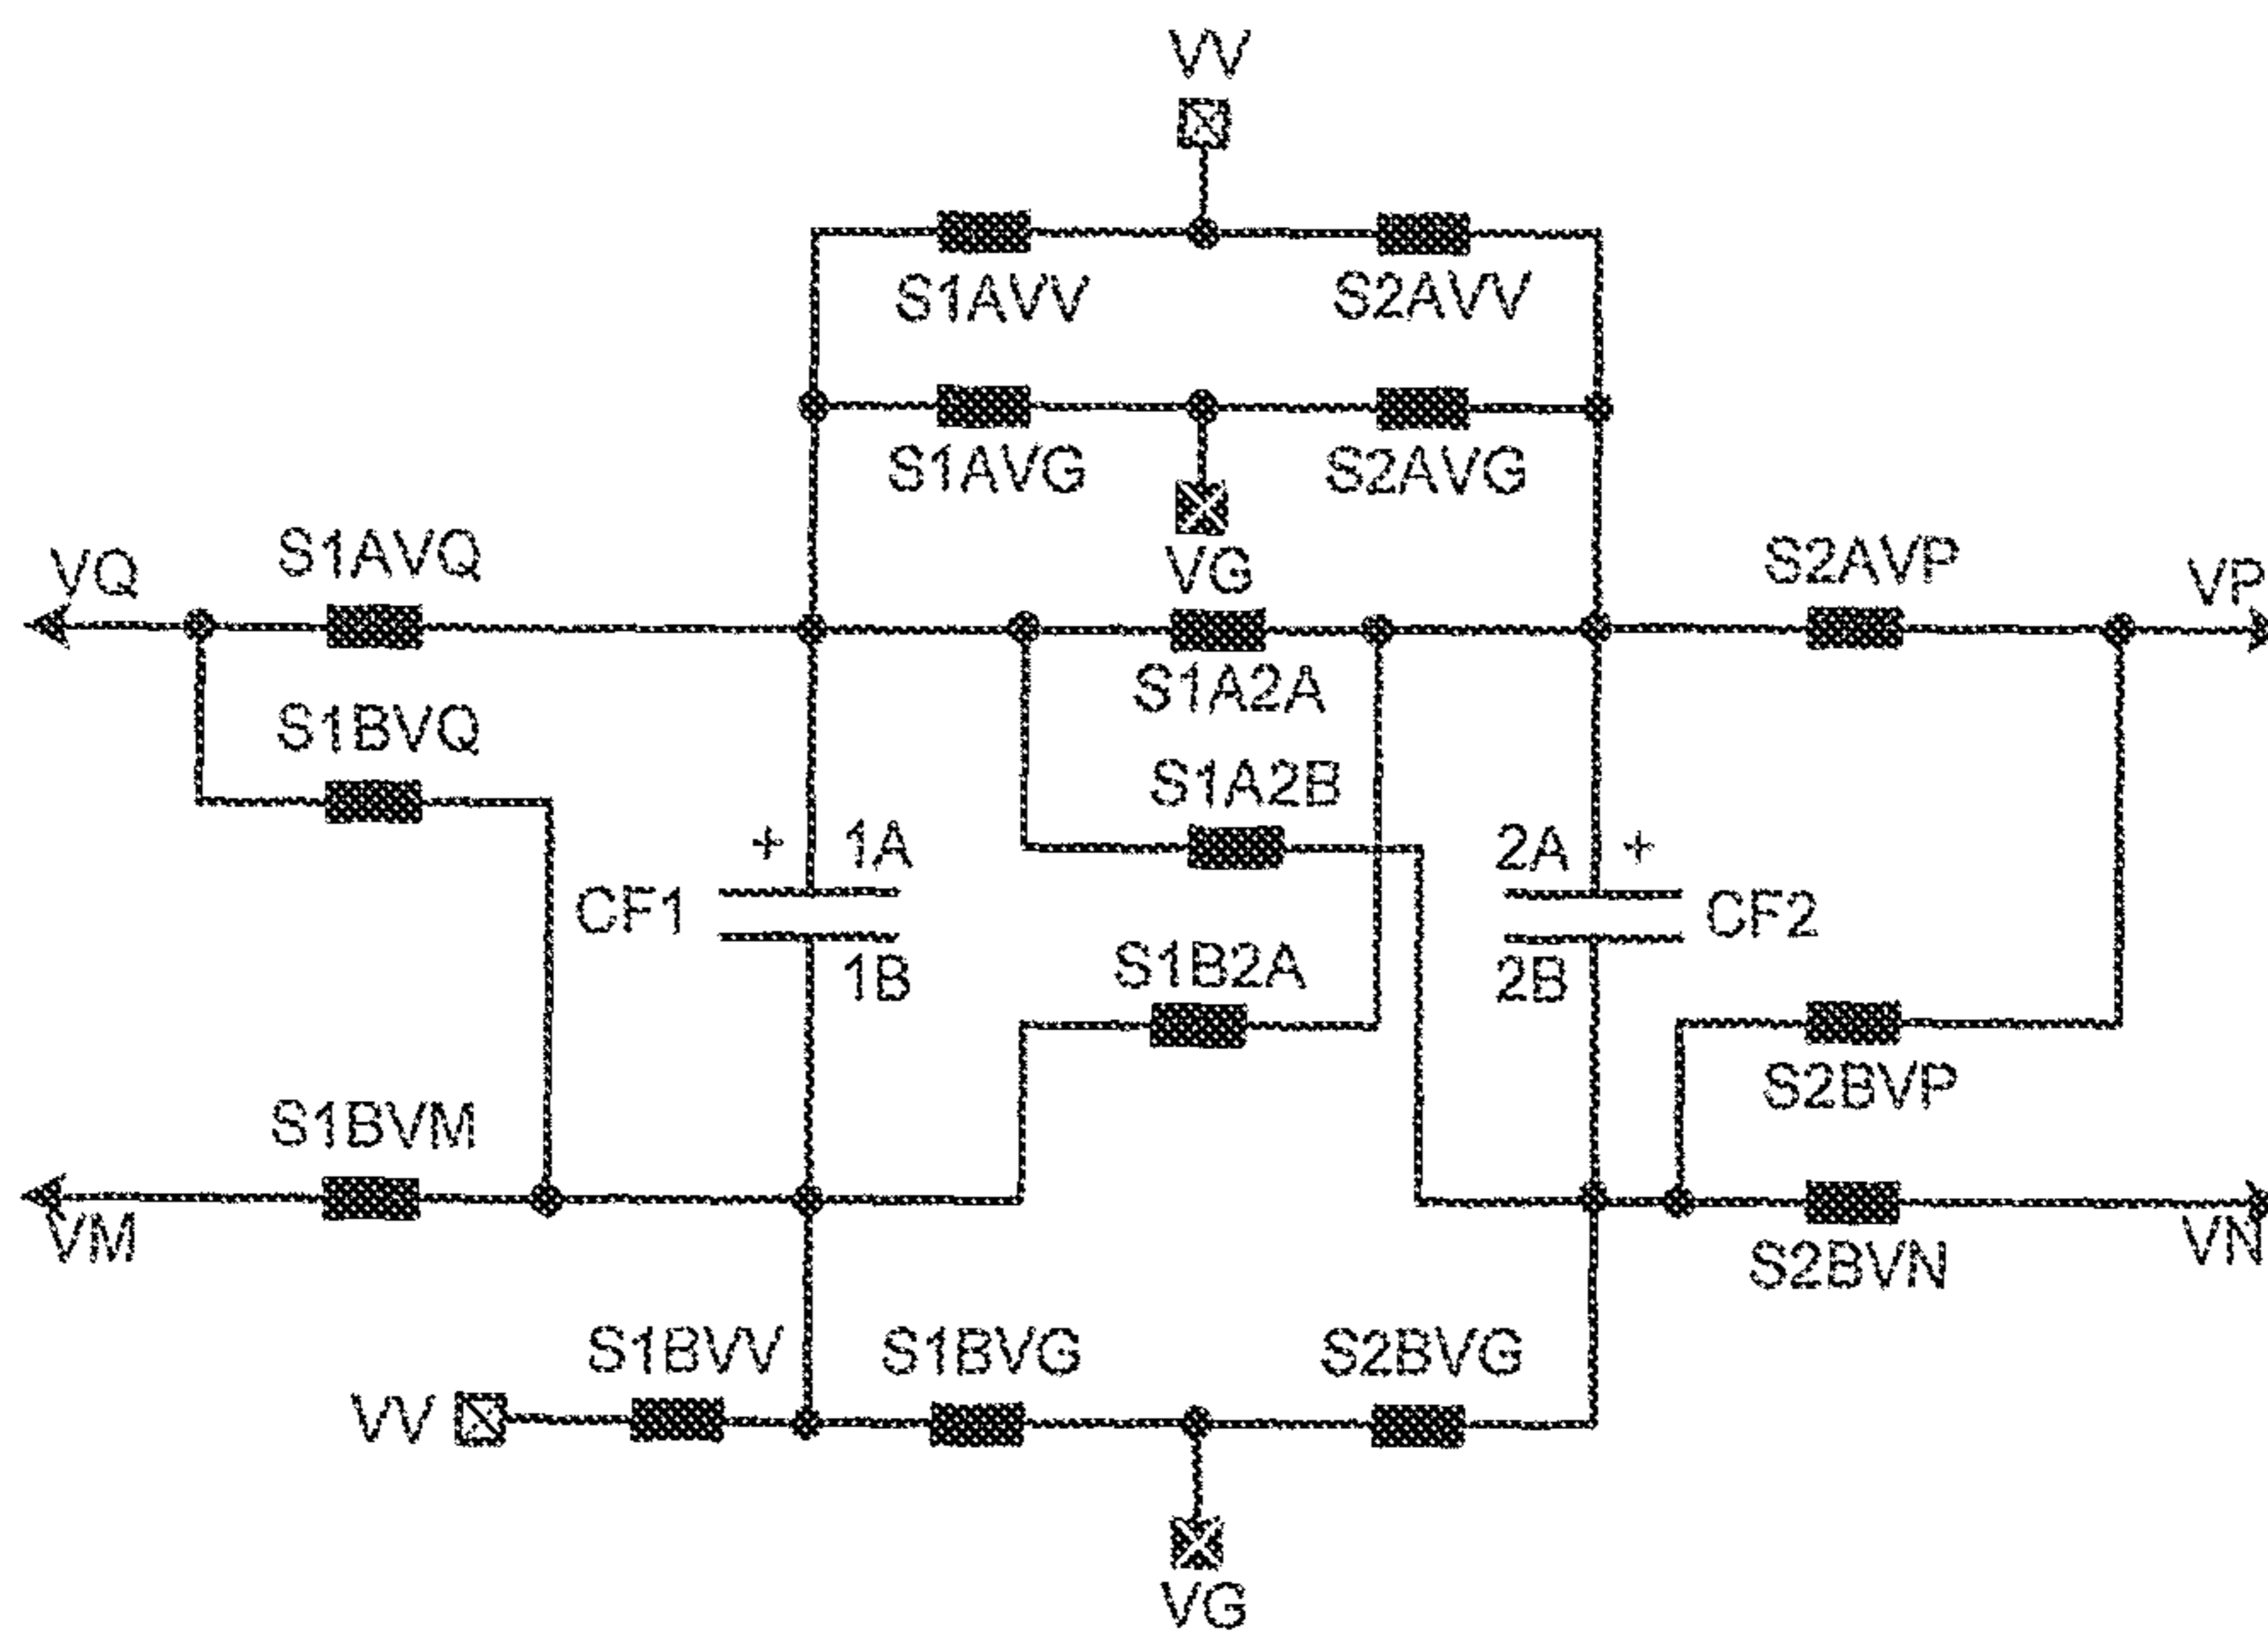 VV
S1AVV
S2AVV
S1AVG
S2AVG
VG
VQ
S1AVQ
S2AVP
VP
S1A2A
S1BVQ
S1A2B
+ 1A
2A +
CF1
CF2
1B
S1B2A
2B
S2BVP
S1BVM
VM
S2BVN
VN
S1BVV
S1BVG
S2BVG
VV
VG